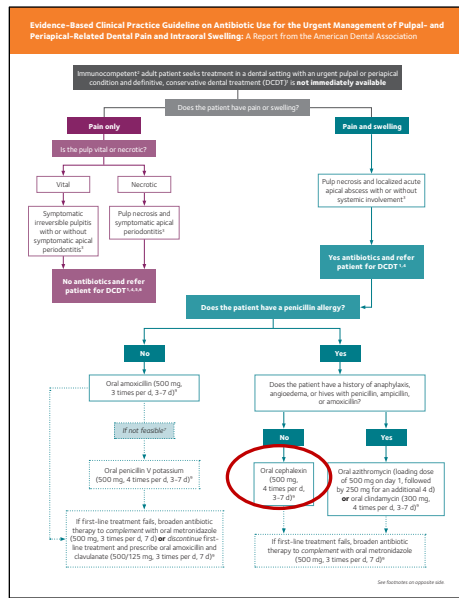 Evidence–Based Clinical Practice Guideline on Antibiotic Use for the Urgent Management of Pulpal– and
Periapical–Related Dental Pain and Intraoral Swelling: A Report from the American Dental Association
Immunocompetent² adult patient seeks treatment in a dental setting with an urgent pulpal or periapical
condition and definitive, conservative dental treatment (DCDT)¹ is not immediately available
Does the patient have pain or swelling?
Pain only
Pain and swelling
Is the pulp vital or necrotic?
Vital
Necrotic
Pulp necrosis and localized acute
apical abscess with or without
systemic involvement³
Symptomatic
irreversible pulpitis
with or without
symptomatic apical
periodontitis³
Pulp necrosis and
symptomatic apical
periodontitis³
Yes antibiotics and refer
patient for DCDT
No antibiotics and refer
patient for DCDT
Does the patient have a penicillin allergy?
No
Yes
Oral amoxicillin (500 mg,
3 times per d, 3–7 d)⁶
Does the patient have a history of anaphylaxis,
angioedema, or hives with penicillin, ampicillin,
or amoxicillin?
If not feasible⁷
No
Yes
Oral penicillin V potassium
(500 mg, 4 times per d, 3–7 d)⁶
Oral cephalexin
(500 mg,
4 times per d,
3–7 d)⁶
Oral azithromycin (loading dose
of 500 mg on day 1, followed
by 250 mg for an additional 4 d)
or oral clindamycin (300 mg,
4 times per d, 3–7 d)⁶
If first–line treatment fails, broaden antibiotic
therapy to complement with oral metronidazole
(500 mg, 3 times per d, 7 d) or discontinue first–
line treatment and prescribe oral amoxicillin and
clavulanate (500/125 mg, 3 times per d, 7 d)⁶
If first–line treatment fails, broaden antibiotic
therapy to complement with oral metronidazole
(500 mg, 3 times per d, 7 d)⁶
See footnotes on opposite side